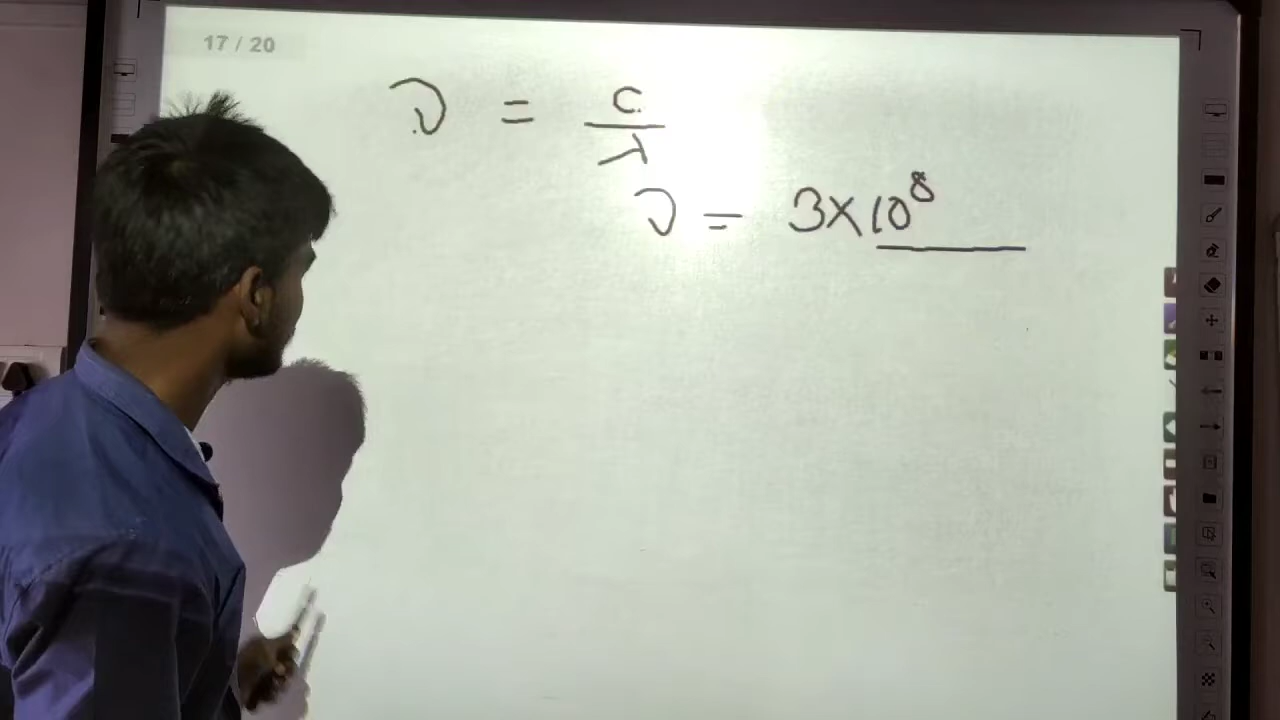 17 / 20
ν = c/λ
ν = 3×10⁸